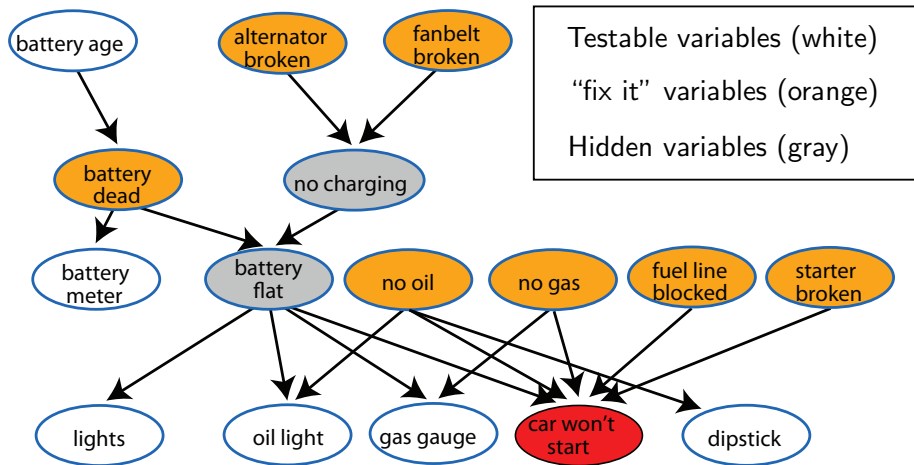 battery age
alternator
broken
fanbelt
broken
Testable variables (white)
“fix it” variables (orange)
Hidden variables (gray)
battery
dead
no charging
battery
meter
battery
flat
no oil
no gas
fuel line
blocked
starter
broken
lights
oil light
gas gauge
car won't
start
dipstick